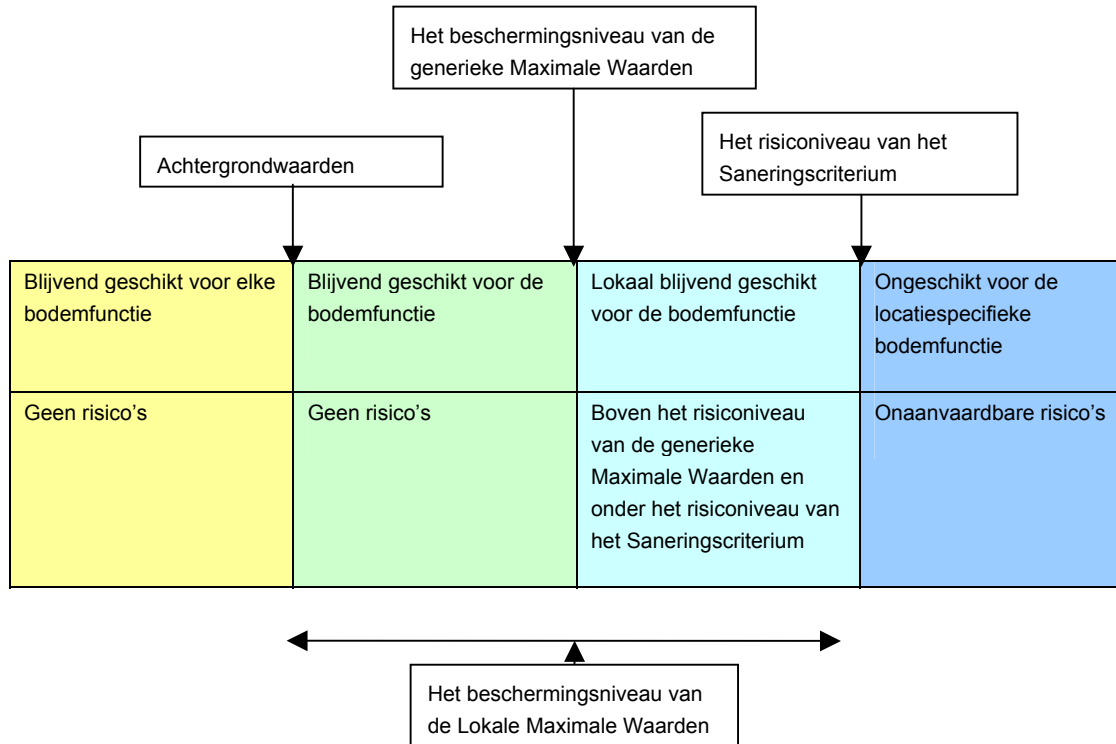 Het beschermingsniveau van de
generieke Maximale Waarden
Het risiconiveau van het
Saneringscriterium
Achtergrondwaarden
Blijvend geschikt voor elke
bodemfunctie
Blijvend geschikt voor de
bodemfunctie
Lokaal blijvend geschikt
voor de bodemfunctie
Ongeschikt voor de
locatiespecifieke
bodemfunctie
Geen risico’s
Geen risico’s
Boven het risiconiveau
van de generieke
Maximale Waarden en
onder het risiconiveau van
het Saneringscriterium
Onaanvaardbare risico’s
Het beschermingsniveau van
de Lokale Maximale Waarden